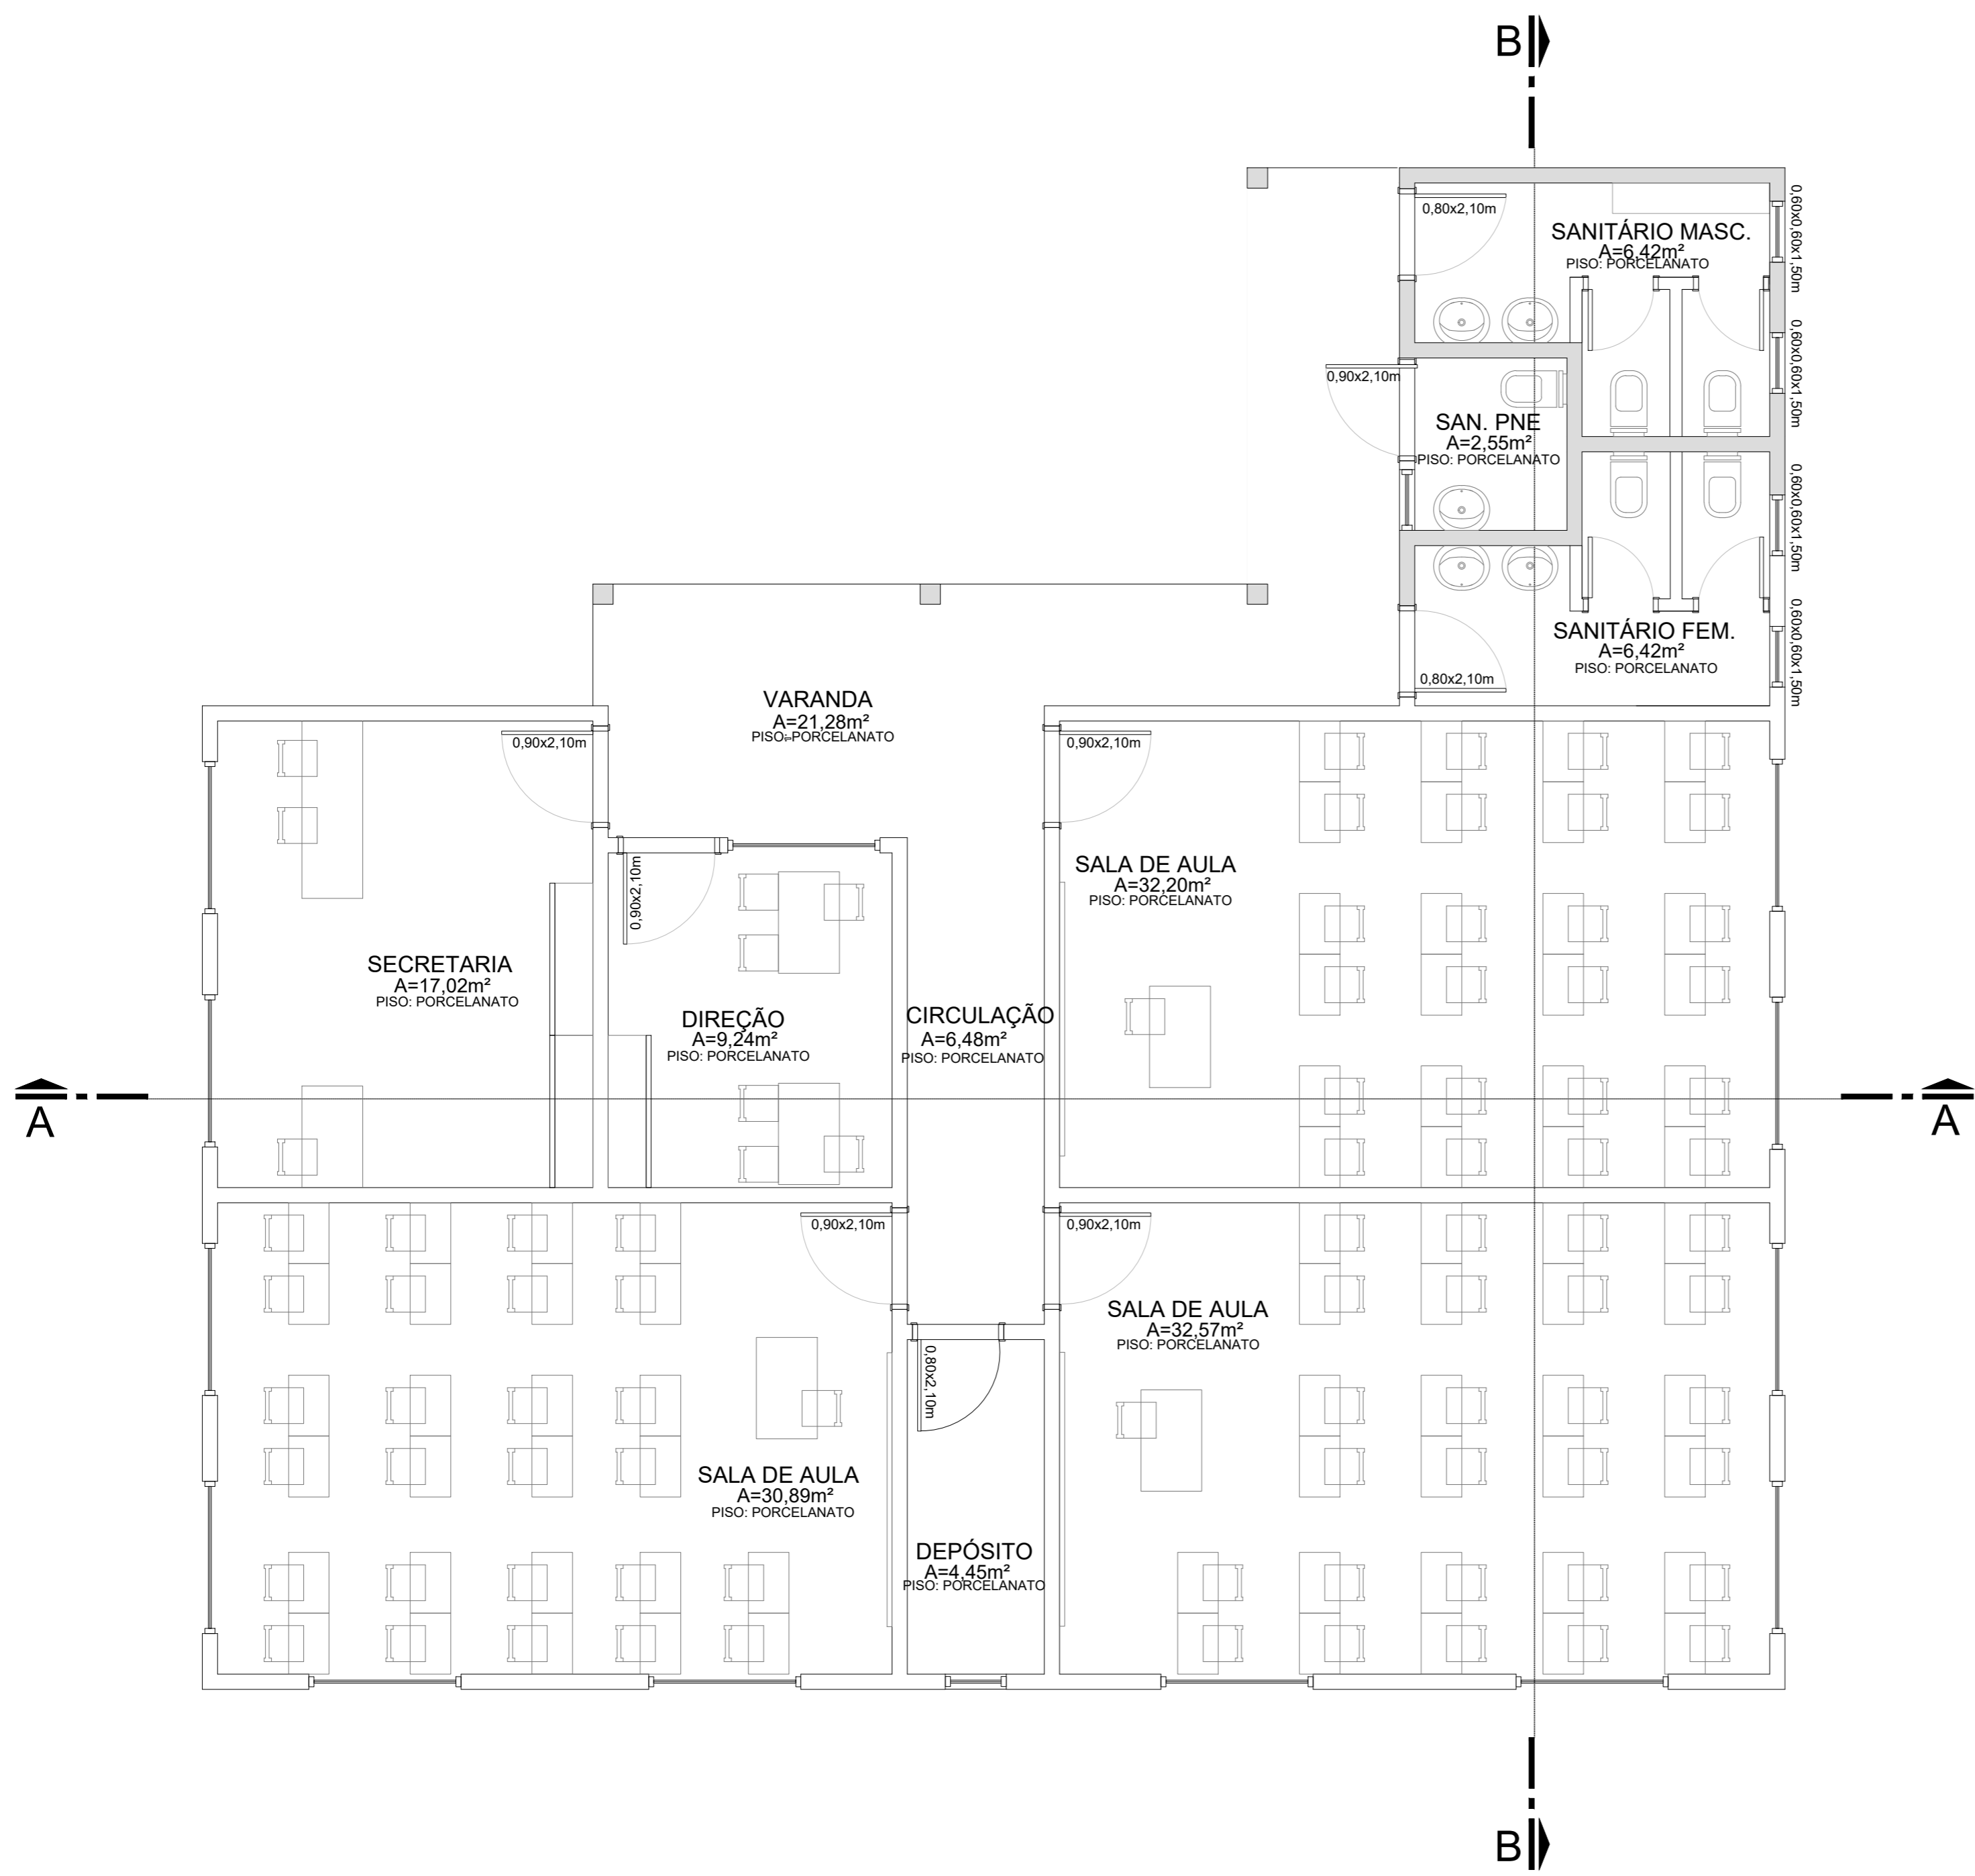 B
0,80x2,10m
SANITÁRIO MASC.
A=6,42m²
PISO: PORCELANATO
0,60x0,60x1,50m
0,60x0,60x1,50m
0,90x2,10m
SAN. PNE
A=2,55m²
PISO: PORCELANATO
0,60x0,60x1,50m
0,60x0,60x1,50m
SANITÁRIO FEM.
A=6,42m²
PISO: PORCELANATO
0,80x2,10m
VARANDA
A=21,28m²
PISO: PORCELANATO
0,90x2,10m
0,90x2,10m
0,90x2,10m
SALA DE AULA
A=32,20m²
PISO: PORCELANATO
SECRETARIA
A=17,02m²
PISO: PORCELANATO
DIREÇÃO
A=9,24m²
PISO: PORCELANATO
CIRCULAÇÃO
A=6,48m²
PISO: PORCELANATO
A
A
0,90x2,10m
0,90x2,10m
SALA DE AULA
A=32,57m²
PISO: PORCELANATO
0,80x2,10m
SALA DE AULA
A=30,89m²
PISO: PORCELANATO
DEPÓSITO
A=4,45m²
PISO: PORCELANATO
B